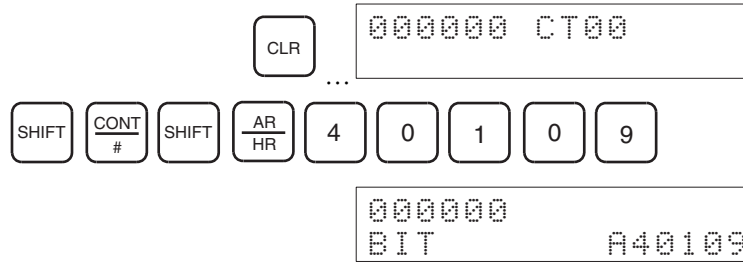 000000 CT00
CLR
...
SHIFT CONT # SHIFT AR HR 4 0 1 0 9
000000
BIT A40109